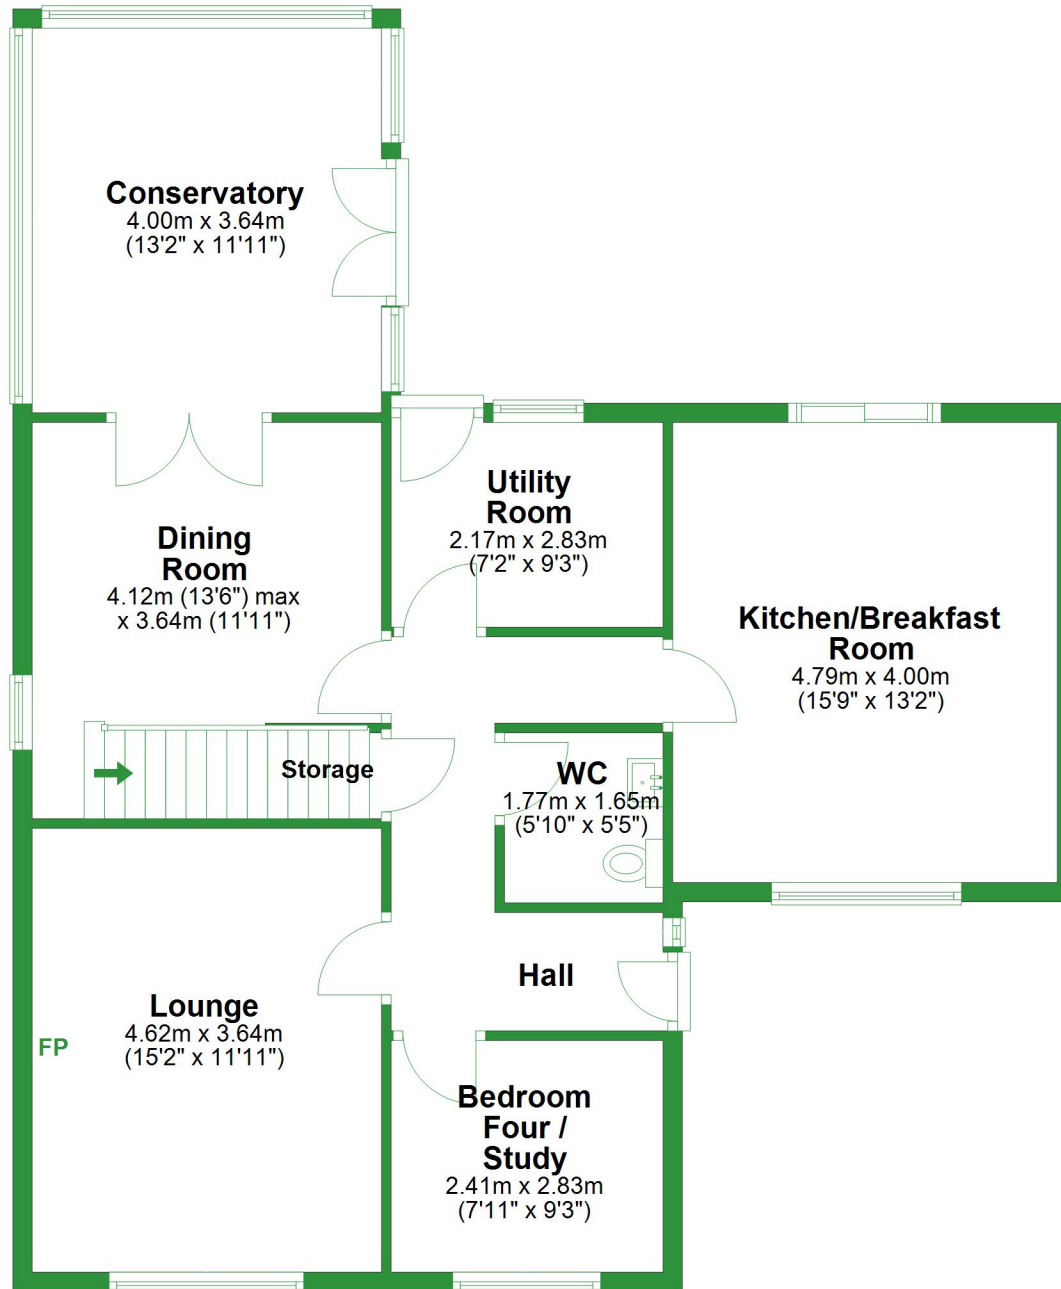 Conservatory
4.00m x 3.64m
(13'2" x 11'11")
Utility
Room
2.17m x 2.83m
(7'2" x 9'3")
Dining
Room
4.12m (13'6") max
x 3.64m (11'11")
Kitchen/Breakfast
Room
4.79m x 4.00m
(15'9" x 13'2")
Storage
WC
1.77m x 1.65m
(5'10" x 5'5")
Hall
Lounge
4.62m x 3.64m
(15'2" x 11'11")
FP
Bedroom
Four /
Study
2.41m x 2.83m
(7'11" x 9'3")